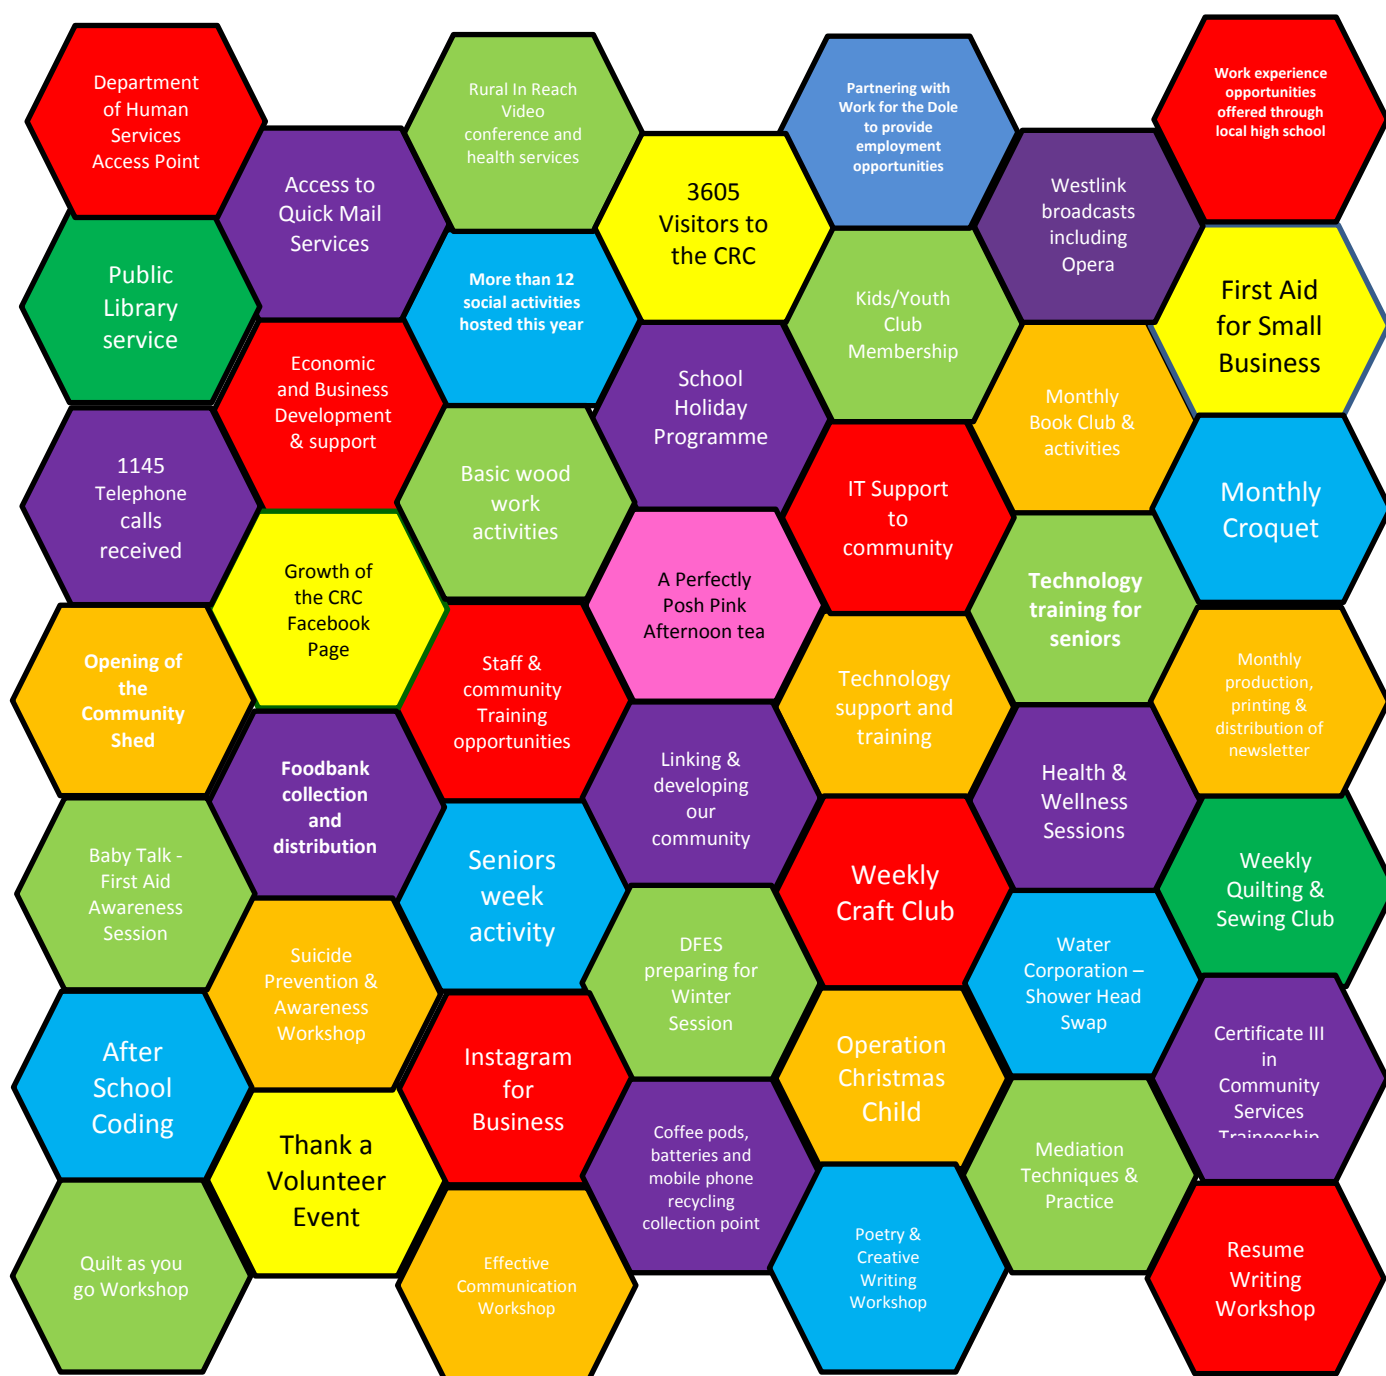 Department
of Human
Services
Access Point
Public
Library
service
1145
Telephone
calls
received
Opening of
the
Community
Shed
Baby Talk -
First Aid
Awareness
Session
After
School
Coding
Quilt as you
go Workshop
Access to
Quick Mail
Services
Economic
and Business
Development
& support
Growth of
the CRC
Facebook
Page
Foodbank
collection
and
distribution
Suicide
Prevention &
Awareness
Workshop
Thank a
Volunteer
Event
Rural In Reach
Video
conference and
health services
More than 12
social activities
hosted this year
Basic wood
work
activities
Staff &
community
Training
opportunities
Seniors
week
activity
Instagram
for
Business
Effective
Communication
Workshop
3605
Visitors to
the CRC
School
Holiday
Programme
A Perfectly
Posh Pink
Afternoon tea
Linking &
developing
our
community
DFES
preparing for
Winter
Session
Coffee pods,
batteries and
mobile phone
recycling
collection point
Partnering with
Work for the Dole
to provide
employment
opportunities
Kids/Youth
Club
Membership
IT Support
to
community
Technology
support and
training
Weekly
Craft Club
Operation
Christmas
Child
Poetry &
Creative
Writing
Workshop
Westlink
broadcasts
including
Opera
Monthly
Book Club &
activities
Technology
training for
seniors
Health &
Wellness
Sessions
Water
Corporation –
Shower Head
Swap
Mediation
Techniques &
Practice
Work experience
opportunities
offered through
local high school
First Aid
for Small
Business
Monthly
Croquet
Monthly
production,
printing &
distribution of
newsletter
Weekly
Quilting &
Sewing Club
Certificate III
in
Community
Services
Traineeship
Resume
Writing
Workshop